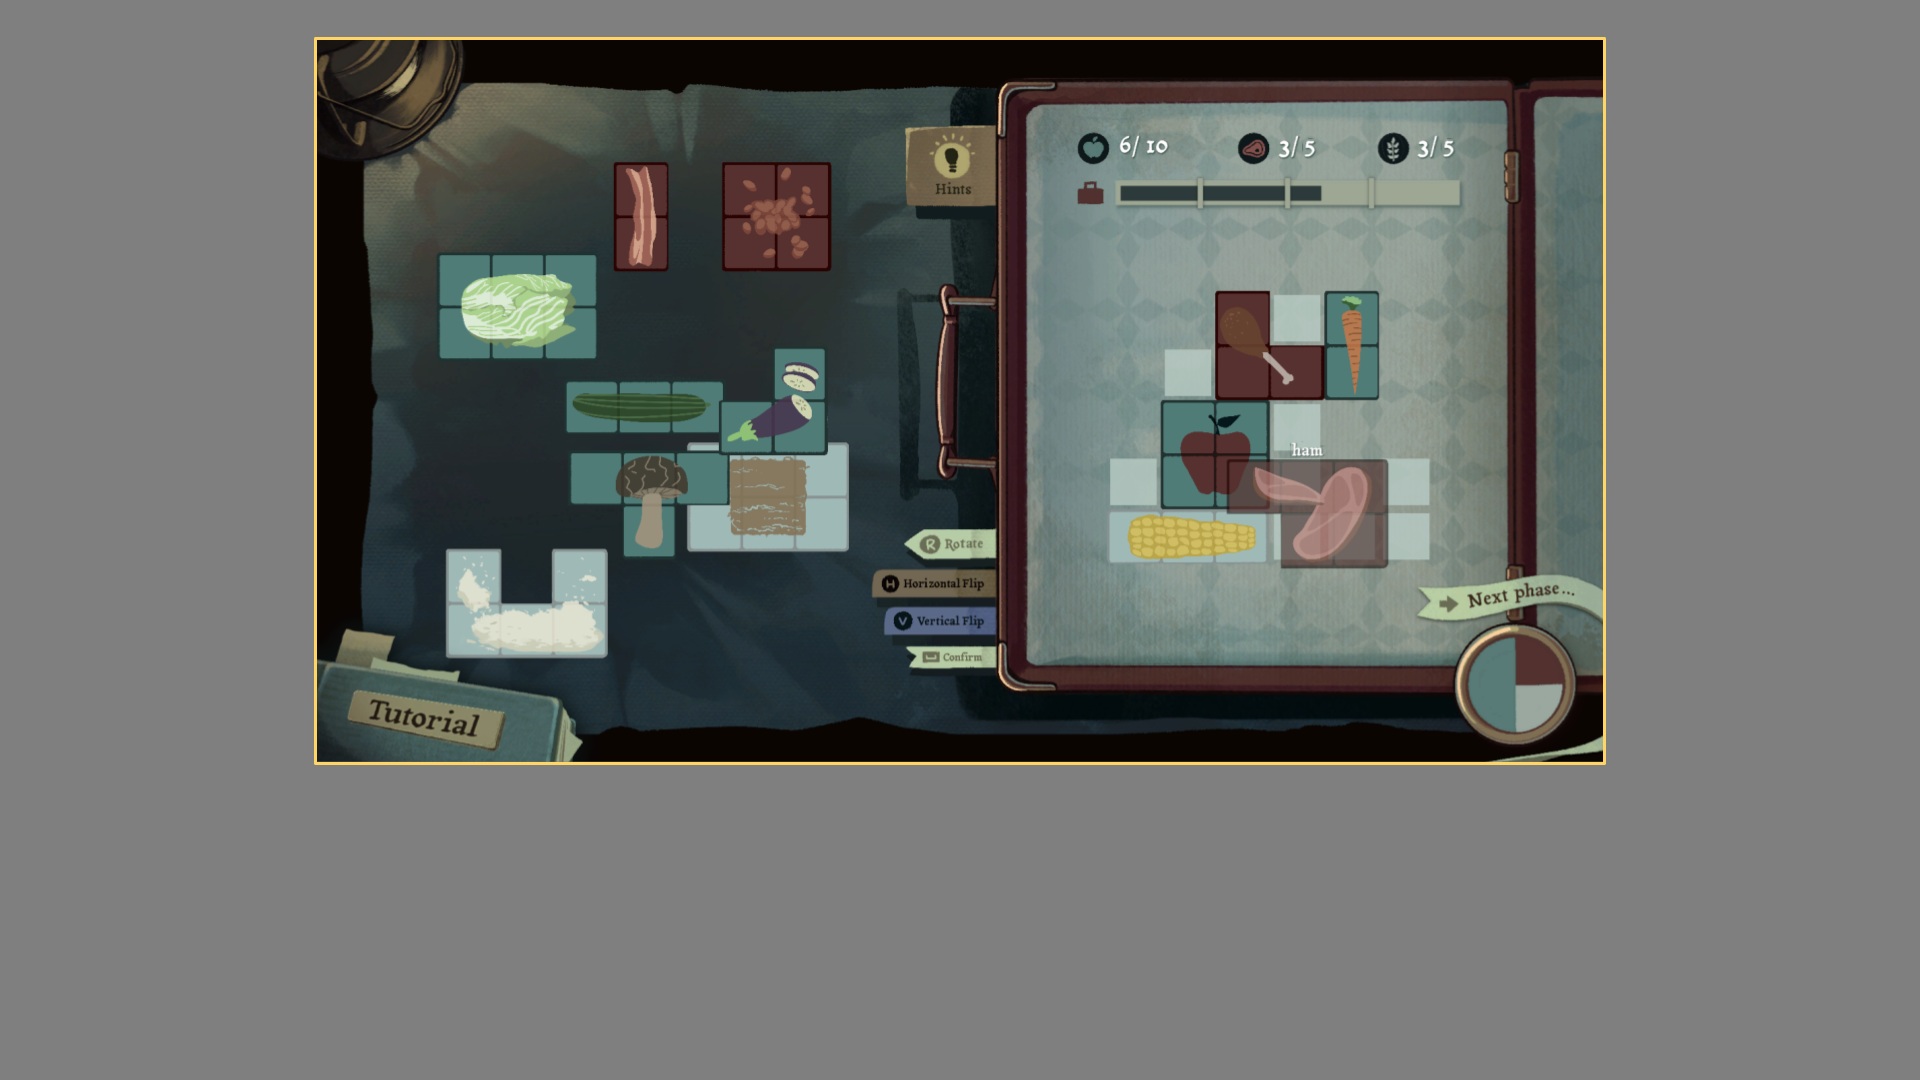 6/10
3/5
3/5
Hints
ham
R Rotate
H Horizontal Flip
V Vertical Flip
Confirm
Next phase...
Tutorial